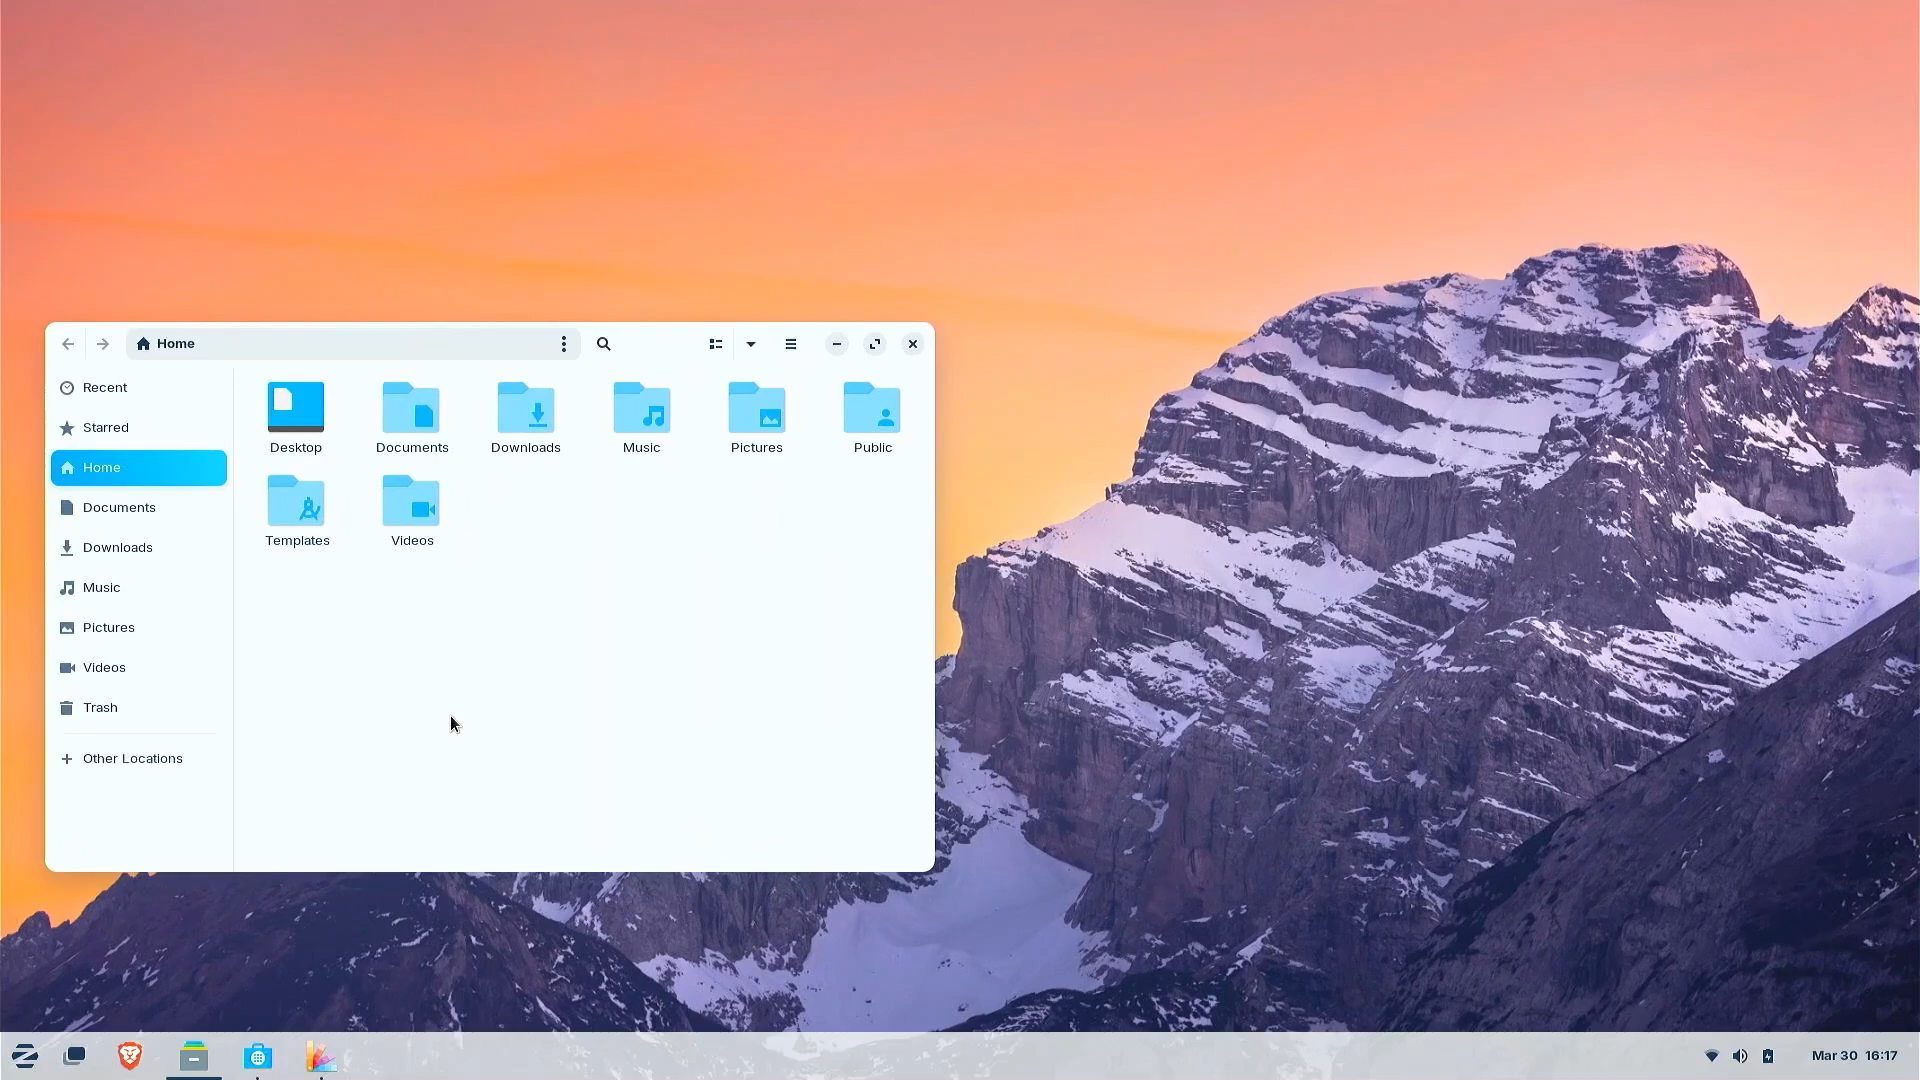 Home
Recent
Starred
Home
Documents
Downloads
Music
Pictures
Videos
Trash
Other Locations
Desktop
Documents
Downloads
Music
Pictures
Public
Templates
Videos
Mar 30 16:17